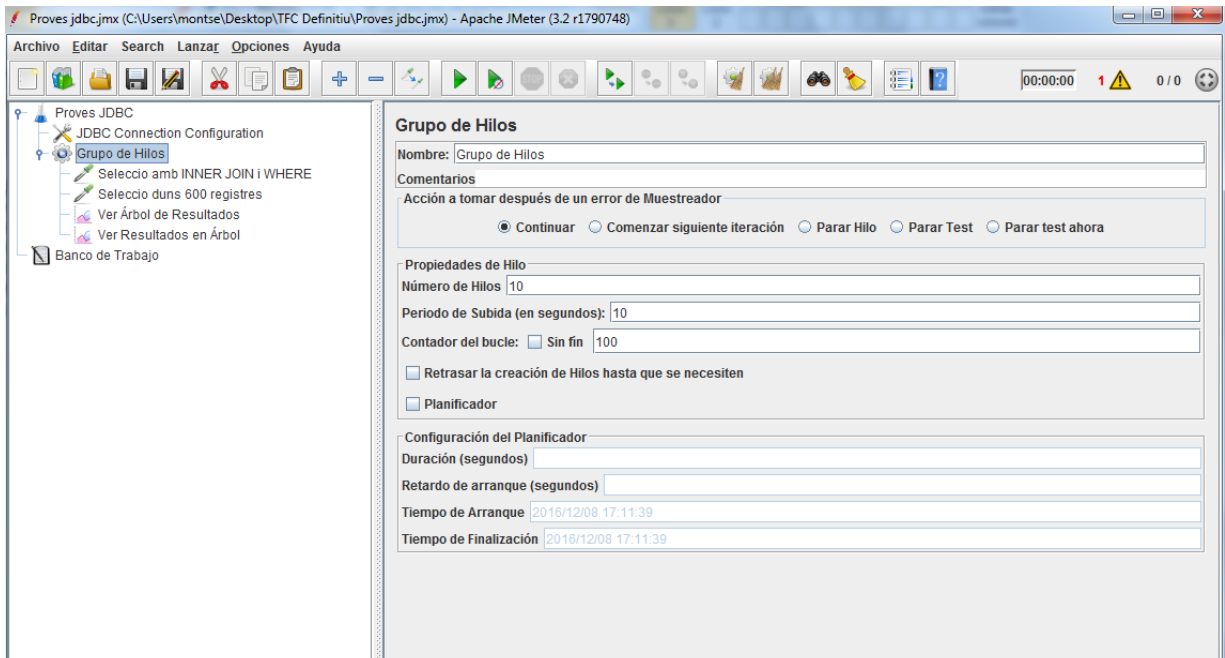 Proves jdbc.jmx (C:\Users\montse\Desktop\TFC Definitiu\Proves jdbc.jmx) - Apache JMeter (3.2 r1790748)
Archivo Editar Search Lanzar Opciones Ayuda
STOP
00:00:00 1 0 / 0
Proves JDBC
JDBC Connection Configuration
Grupo de Hilos
Seleccio amb INNER JOIN i WHERE
Seleccio duns 600 registres
Ver Árbol de Resultados
Ver Resultados en Árbol
Banco de Trabajo
Grupo de Hilos
Nombre: Grupo de Hilos
Comentarios
Acción a tomar después de un error de Muestreador
Continuar Comenzar siguiente iteración Parar Hilo Parar Test Parar test ahora
Propiedades de Hilo
Número de Hilos 10
Periodo de Subida (en segundos): 10
Contador del bucle: Sin fin 100
Retrasar la creación de Hilos hasta que se necesiten
Planificador
Configuración del Planificador
Duración (segundos)
Retardo de arranque (segundos)
Tiempo de Arranque 2016/12/08 17:11:39
Tiempo de Finalización 2016/12/08 17:11:39